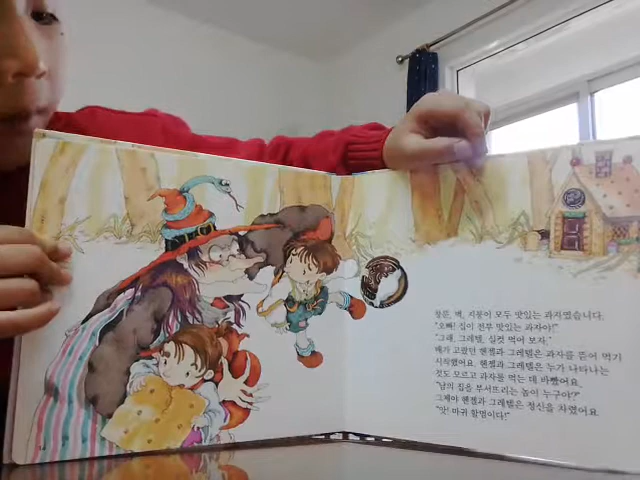 창문, 벽, 지붕이 모두 맛있는 과자였습니다.
"오빠! 집이 전부 맛있는 과자야!"
"그래, 그레텔, 실컷 먹어 보자."
배가 고팠던 헨젤과 그레텔은 과자를 뜯어 먹기
시작했어요. 헨젤과 그레텔은 누가 나타나는
것도 모르고 과자를 먹는 데 바빴어요.
"남의 집을 부서뜨리는 놈이 누구야?"
그제야 헨젤과 그레텔은 정신을 차렸어요.
"앗! 마귀 할멈이다!"